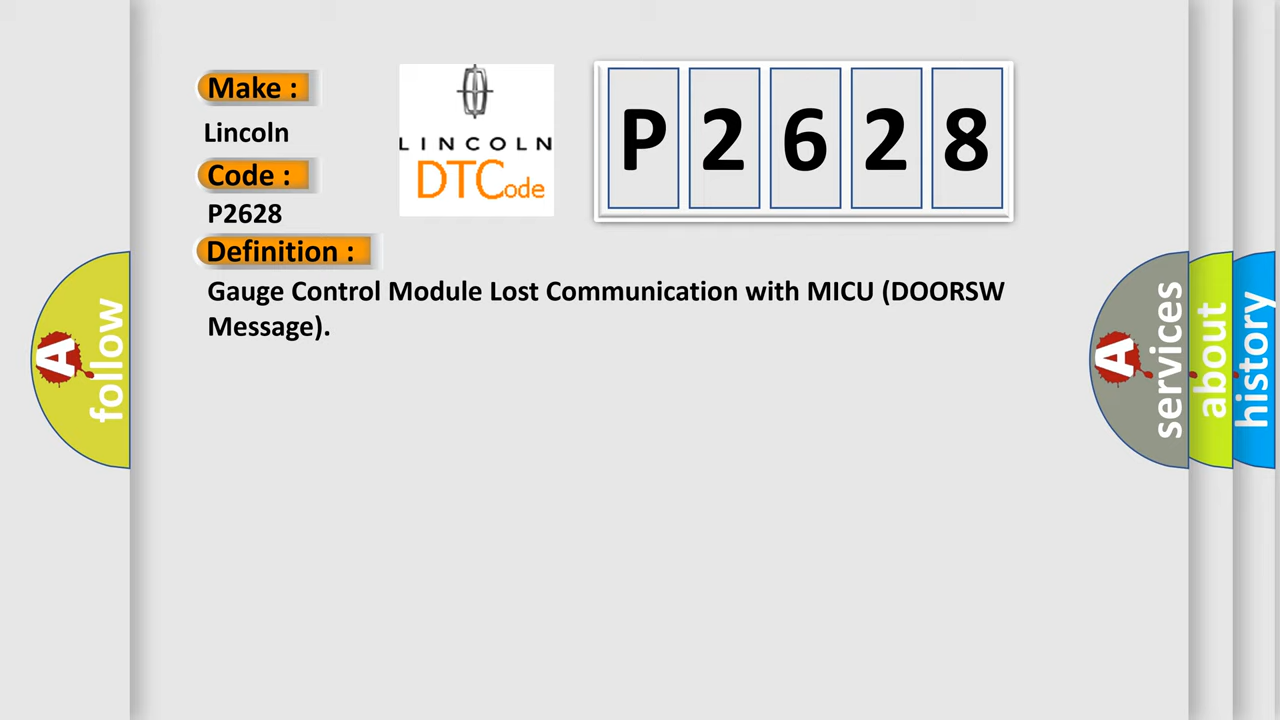 Make :
Lincoln
Code :
P2628
Definition :
Gauge Control Module Lost Communication with MICU (DOORSW
Message).
LINCOLN
DTCode
P 2 6 2 8
A follow
A services
about
history